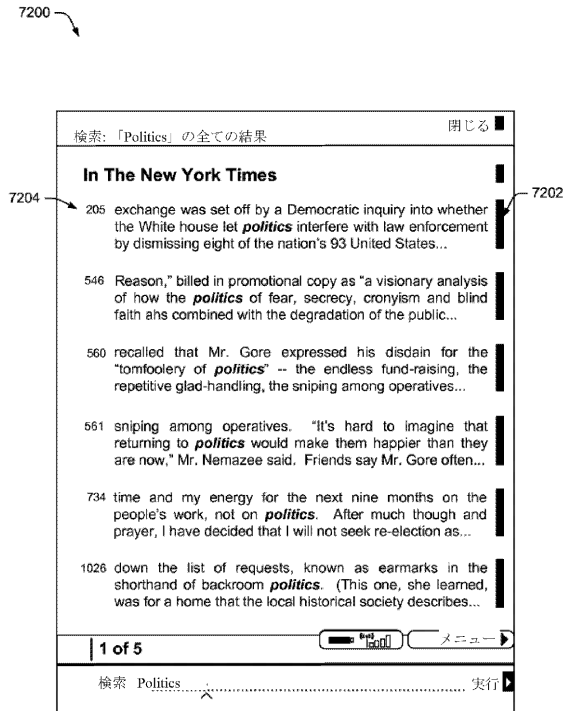 7200
検索: 「Politics」の全ての結果
閉じる
In The New York Times
7204
7202
205 exchange was set off by a Democratic inquiry into whether
the White house let politics interfere with law enforcement
by dismissing eight of the nation's 93 United States...
546 Reason,” billed in promotional copy as “a visionary analysis
of how the politics of fear, secrecy, cronyism and blind
faith ahs combined with the degradation of the public...
560 recalled that Mr. Gore expressed his disdain for the
“tomfoolery of politics” -- the endless fund-raising, the
repetitive glad-handling, the sniping among operatives...
561 sniping among operatives. “It's hard to imagine that
returning to politics would make them happier than they
are now,” Mr. Nemazee said. Friends say Mr. Gore often...
734 time and my energy for the next nine months on the
people's work, not on politics. After much though and
prayer, I have decided that I will not seek re-election as...
1026 down the list of requests, known as earmarks in the
shorthand of backroom politics. (This one, she learned,
was for a home that the local historical society describes...
1 of 5
メニュー
検索 Politics
実行